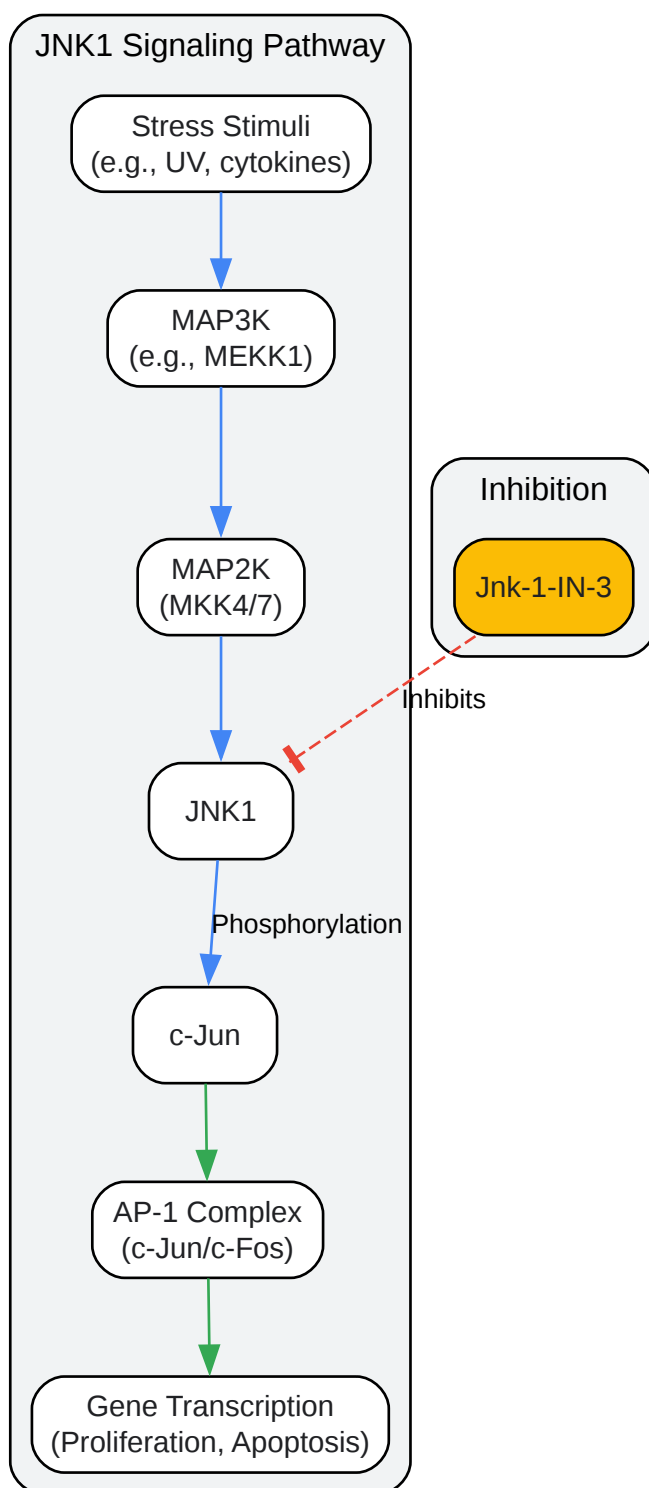 JNK1 Signaling Pathway
Stress Stimuli
(e.g., UV, cytokines)
MAP3K
(e.g., MEKK1)
Inhibition
MAP2K
(MKK4/7)
Jnk-1-IN-3
Inhibits
JNK1
Phosphorylation
c-Jun
AP-1 Complex
(c-Jun/c-Fos)
Gene Transcription
(Proliferation, Apoptosis)